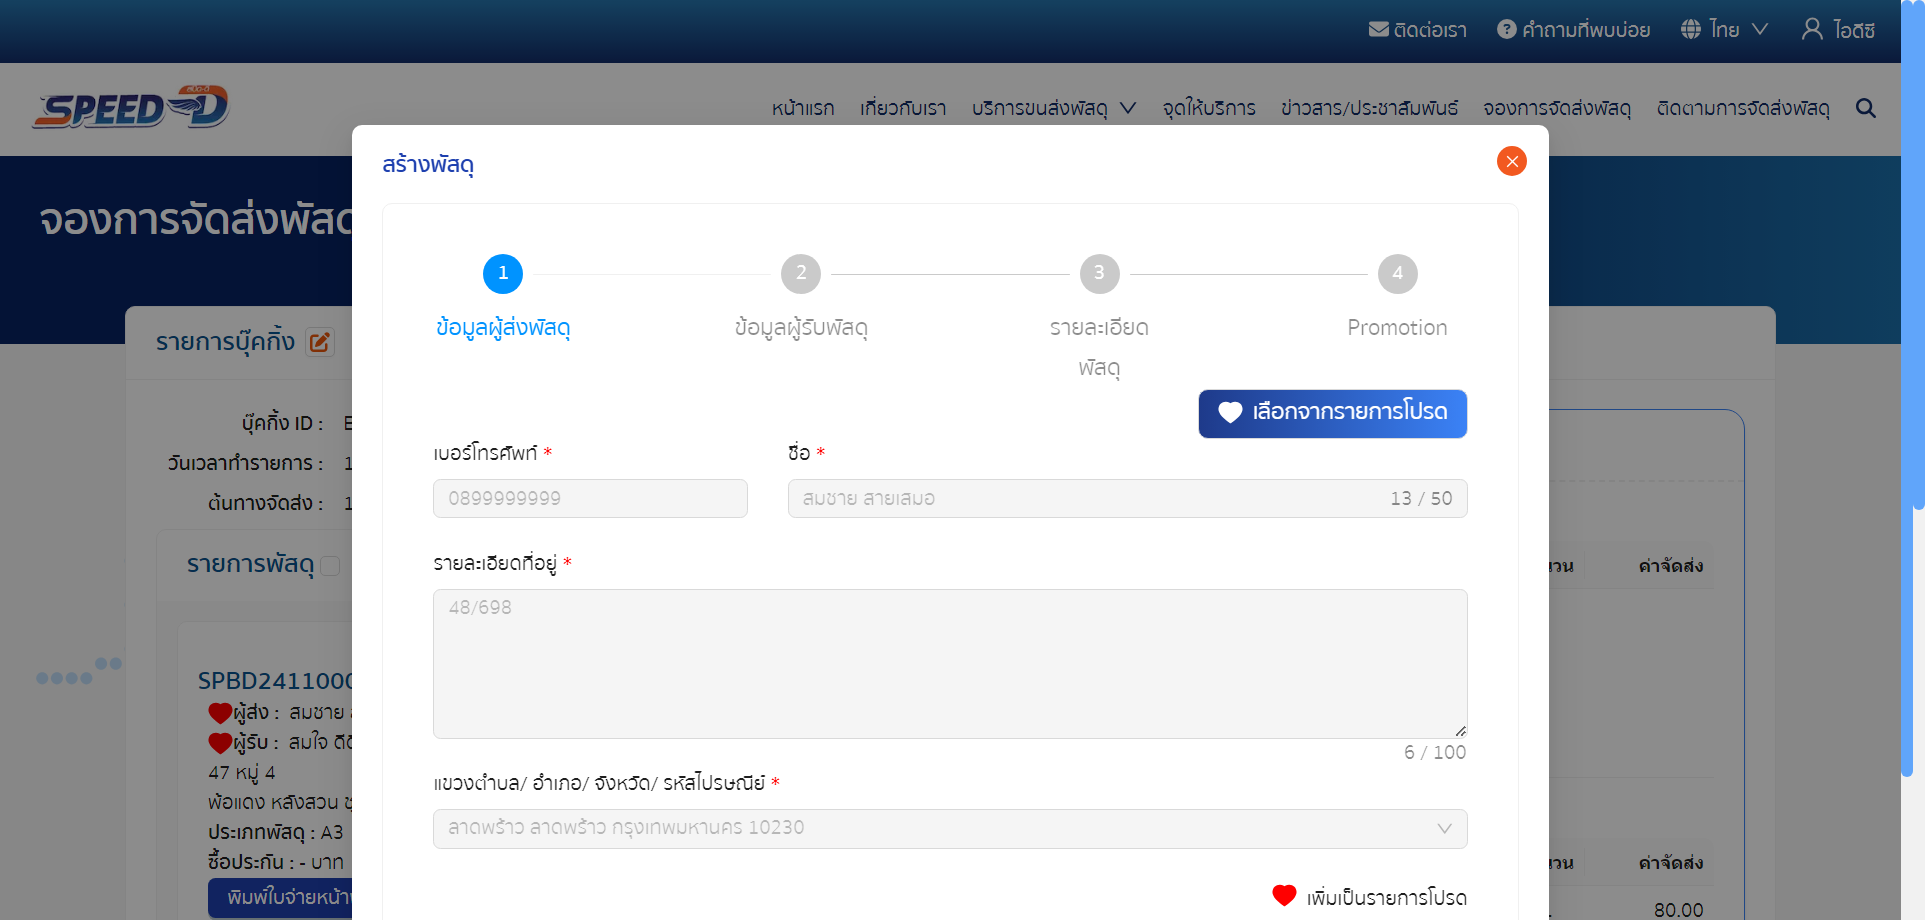 ติดต่อเรา คำถามที่พบบ่อย ไทย ไอดีซี
SPEED-D
หน้าแรก เกี่ยวกับเรา บริการขนส่งพัสดุ จุดให้บริการ ข่าวสาร/ประชาสัมพันธ์ จองการจัดส่งพัสดุ ติดตามการจัดส่งพัสดุ
สร้างพัสดุ
จองการจัดส่งพัสดุ
1 2 3 4
ข้อมูลผู้ส่งพัสดุ ข้อมูลผู้รับพัสดุ รายละเอียด Promotion
พัสดุ
รายการบุ๊คกิ้ง
เลือกจากรายการโปรด
บุ๊คกิ้ง ID :
วันเวลาทำรายการ : 1
ต้นทางจัดส่ง : 1
เบอร์โทรศัพท์ * ชื่อ *
0899999999 สมชาย สายเสมอ 13 / 50
รายการพัสดุ
รายละเอียดที่อยู่ *
48/698
6 / 100
ค่าจัดส่ง
SPBD2411000
ผู้ส่ง : สมชาย
ผู้รับ : สมใจ
47 หมู่ 4
พ้อแดง หลังสวน
ประเภทพัสดุ : A3
ซื้อประกัน : - บาท
พิมพ์ใบจ่ายหน้า
แขวงตำบล/ อำเภอ/ จังหวัด/ รหัสไปรษณีย์ *
ลาดพร้าว ลาดพร้าว กรุงเทพมหานคร 10230
ค่าจัดส่ง
เพิ่มเป็นรายการโปรด
80.00